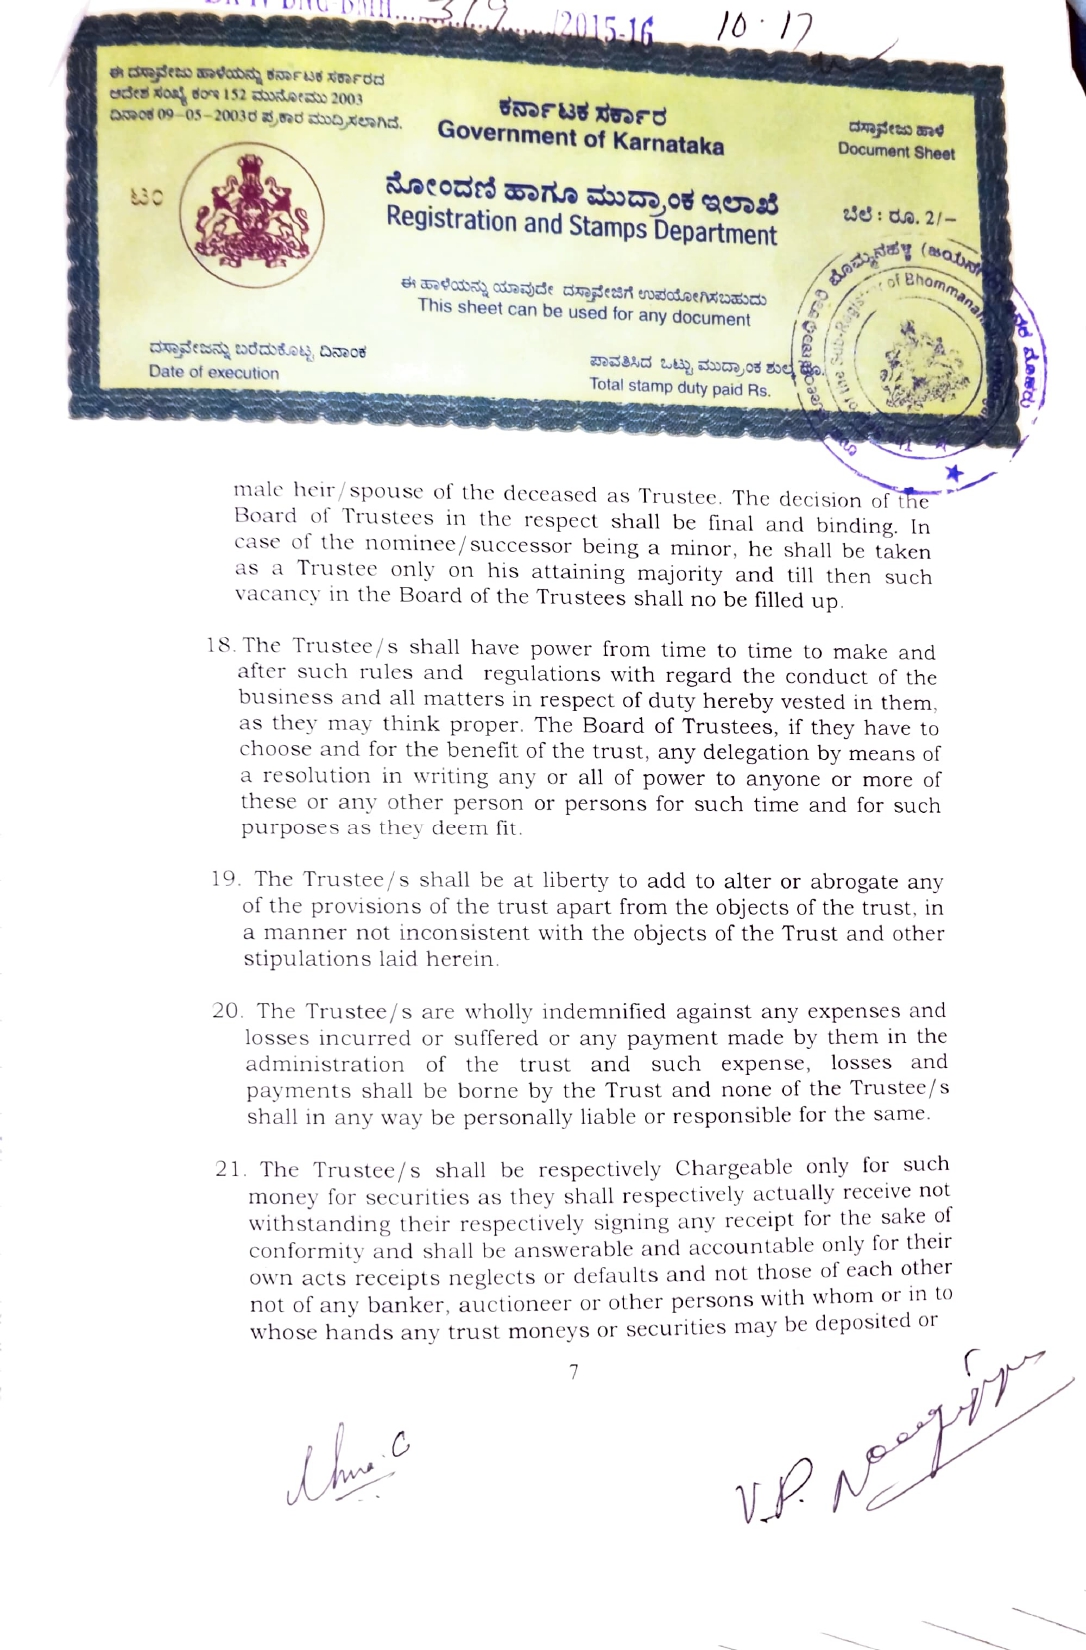 /2015-16 10-17
ಈ ದಸ್ತಾವೇಜು ಹಾಳೆಯನ್ನು ಕರ್ನಾಟಕ ಸರ್ಕಾರದ
ಆದೇಶ ಸಂಖ್ಯೆ ಕಂಇ 152 ಮುನೋಮು 2003
ದಿನಾಂಕ 09-05-2003ರ ಪ್ರಕಾರ ಮುದ್ರಿಸಲಾಗಿದೆ.
ಕರ್ನಾಟಕ ಸರ್ಕಾರ
Government of Karnataka
ದಸ್ತಾವೇಜು ಹಾಳೆ
Document Sheet
ನೋಂದಣಿ ಹಾಗೂ ಮುದ್ರಾಂಕ ಇಲಾಖೆ
Registration and Stamps Department
ಬೆಲೆ : ರೂ. 2/-
ಈ ಹಾಳೆಯನ್ನು ಯಾವುದೇ ದಸ್ತಾವೇಜಿಗೆ ಉಪಯೋಗಿಸಬಹುದು
This sheet can be used for any document
ದಸ್ತಾವೇಜನ್ನು ಬರೆದುಕೊಟ್ಟ ದಿನಾಂಕ
Date of execution
ಪಾವತಿಸಿದ ಒಟ್ಟು ಮುದ್ರಾಂಕ ಶುಲ್ಕ ರೂ.
Total stamp duty paid Rs.
male heir/spouse of the deceased as Trustee. The decision of the
Board of Trustees in the respect shall be final and binding. In
case of the nominee/successor being a minor, he shall be taken
as a Trustee only on his attaining majority and till then such
vacancy in the Board of the Trustees shall no be filled up.
18. The Trustee/s shall have power from time to time to make and
after such rules and regulations with regard the conduct of the
business and all matters in respect of duty hereby vested in them,
as they may think proper. The Board of Trustees, if they have to
choose and for the benefit of the trust, any delegation by means of
a resolution in writing any or all of power to anyone or more of
these or any other person or persons for such time and for such
purposes as they deem fit.
19. The Trustee/s shall be at liberty to add to alter or abrogate any
of the provisions of the trust apart from the objects of the trust, in
a manner not inconsistent with the objects of the Trust and other
stipulations laid herein.
20. The Trustee/s are wholly indemnified against any expenses and
losses incurred or suffered or any payment made by them in the
administration of the trust and such expense, losses and
payments shall be borne by the Trust and none of the Trustee/s
shall in any way be personally liable or responsible for the same.
21. The Trustee/s shall be respectively Chargeable only for such
money for securities as they shall respectively actually receive not
withstanding their respectively signing any receipt for the sake of
conformity and shall be answerable and accountable only for their
own acts receipts neglects or defaults and not those of each other
not of any banker, auctioneer or other persons with whom or in to
whose hands any trust moneys or securities may be deposited or
7
V.P.